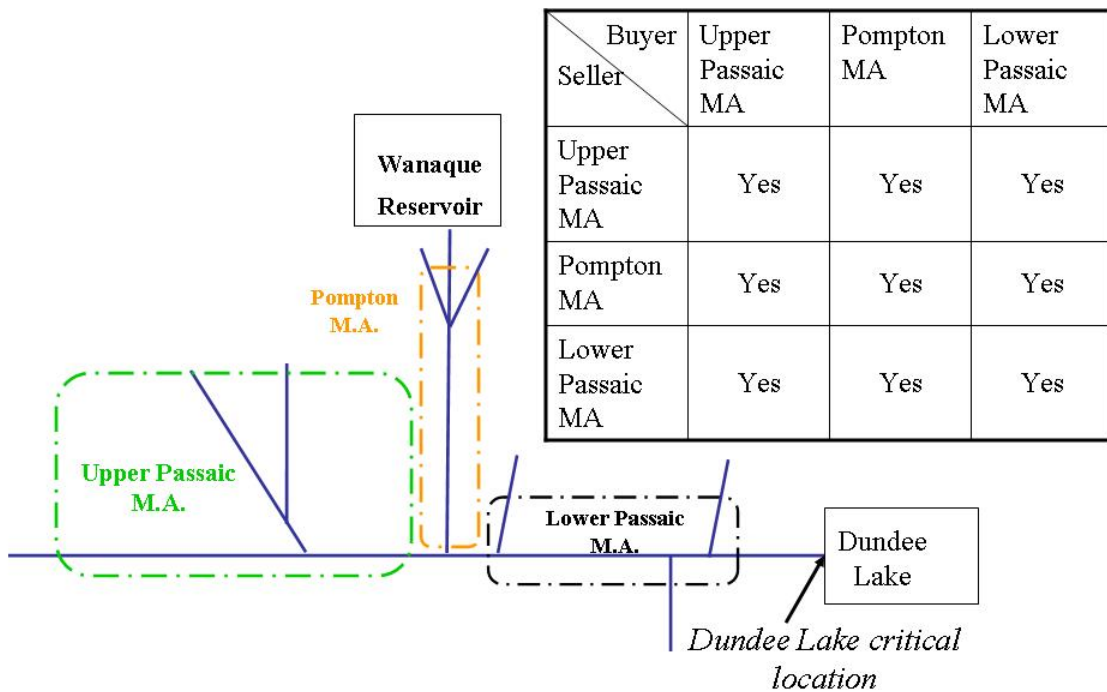 Buyer
Seller
Upper
Passaic
MA
Pompton
MA
Lower
Passaic
MA
Upper
Passaic
MA
Yes
Yes
Yes
Pompton
MA
Yes
Yes
Yes
Lower
Passaic
MA
Yes
Yes
Yes
Wanaque
Reservoir
Pompton
M.A.
Upper Passaic
M.A.
Lower Passaic
M.A.
Dundee
Lake
Dundee Lake critical
location